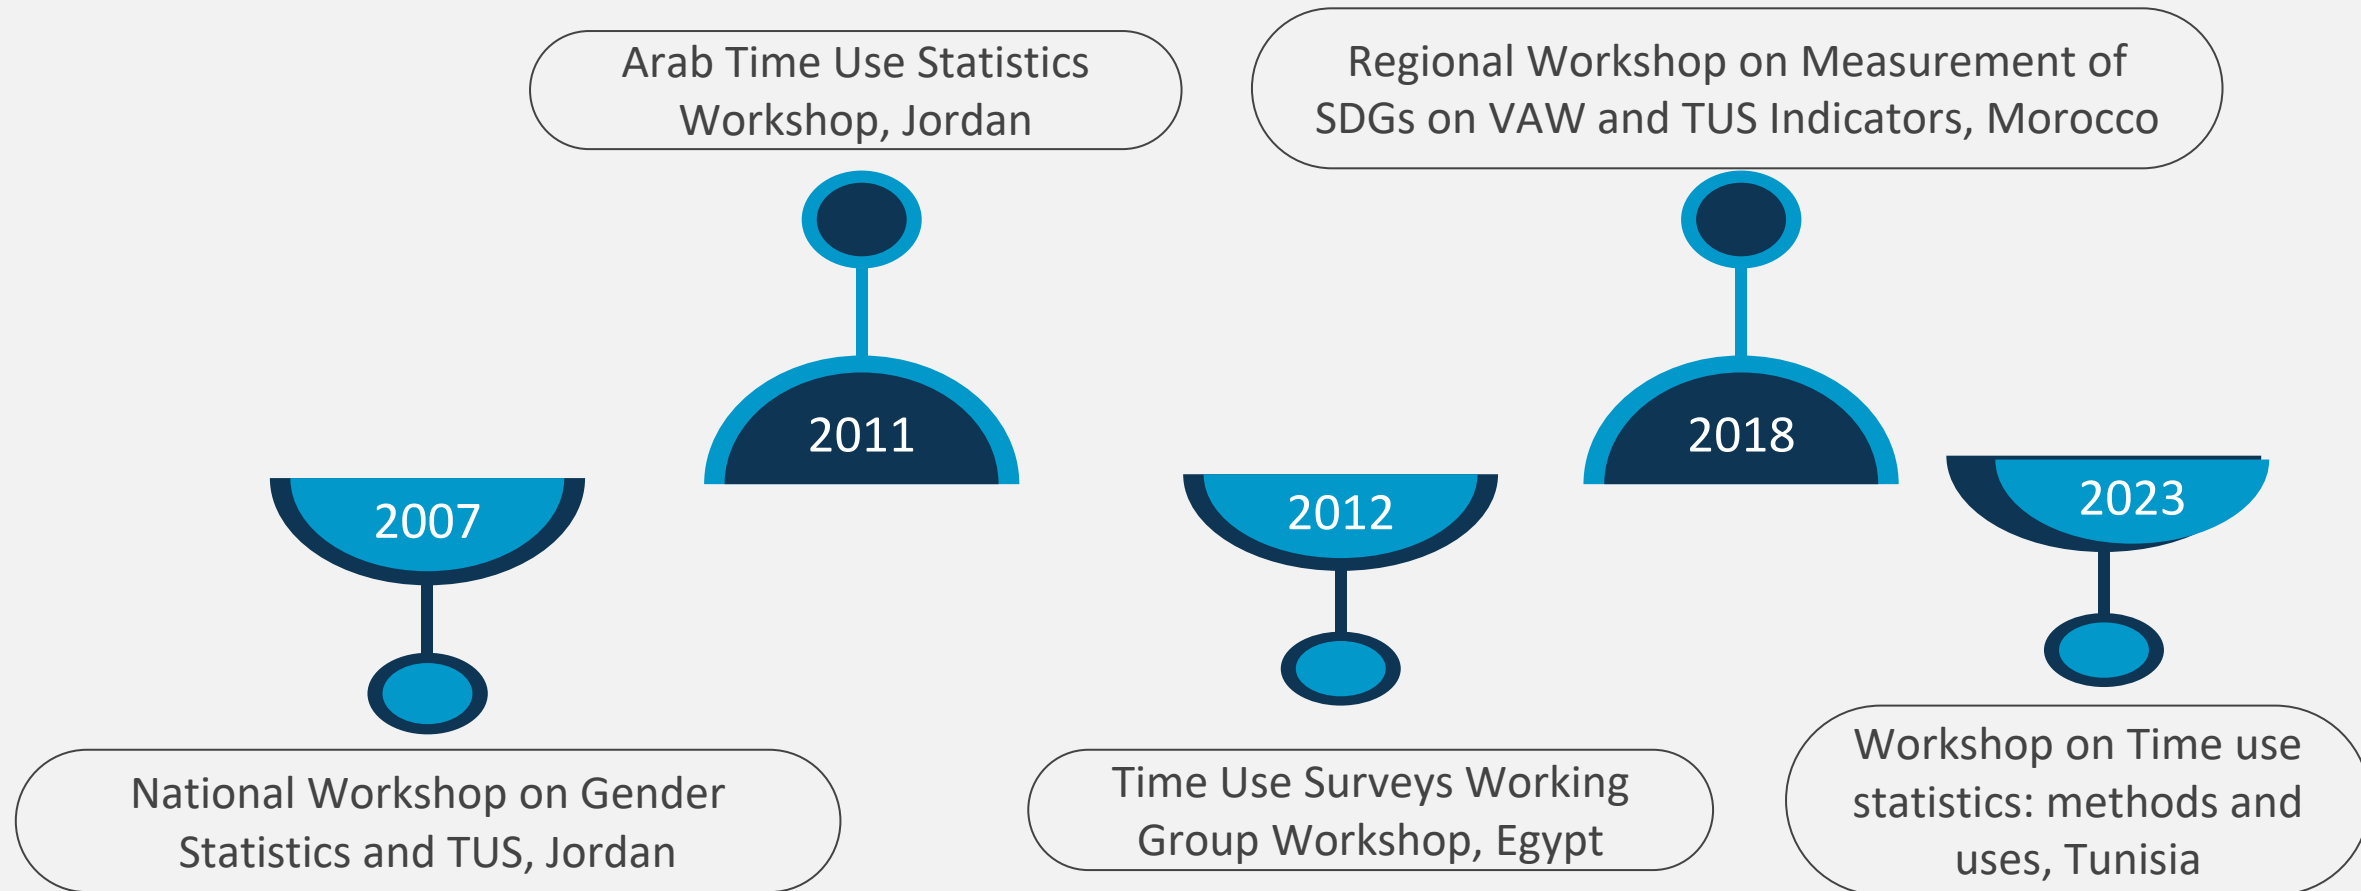 Arab Time Use Statistics
Workshop, Jordan
Regional Workshop on Measurement of
SDGs on VAW and TUS Indicators, Morocco
2011
2018
2007
2012
2023
National Workshop on Gender
Statistics and TUS, Jordan
Time Use Surveys Working
Group Workshop, Egypt
Workshop on Time use
statistics: methods and
uses, Tunisia